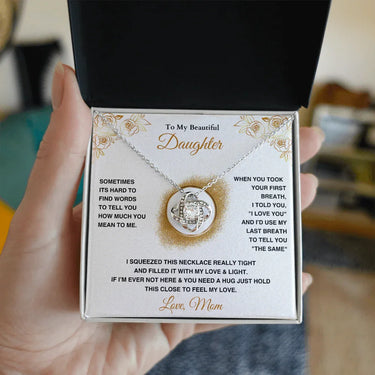 To My Beautiful
Daughter
SOMETIMES
ITS HARD TO
FIND WORDS
TO TELL YOU
HOW MUCH YOU
MEAN TO ME.
WHEN YOU TOOK
YOUR FIRST
BREATH,
I TOLD YOU,
"I LOVE YOU"
AND I'D USE MY
LAST BREATH
TO TELL YOU
"THE SAME"
I SQUEEZED THIS NECKLACE REALLY TIGHT
AND FILLED IT WITH MY LOVE & LIGHT.
IF I'M EVER NOT HERE & YOU NEED A HUG JUST HOLD
THIS CLOSE TO FEEL MY LOVE.
Love, Mom